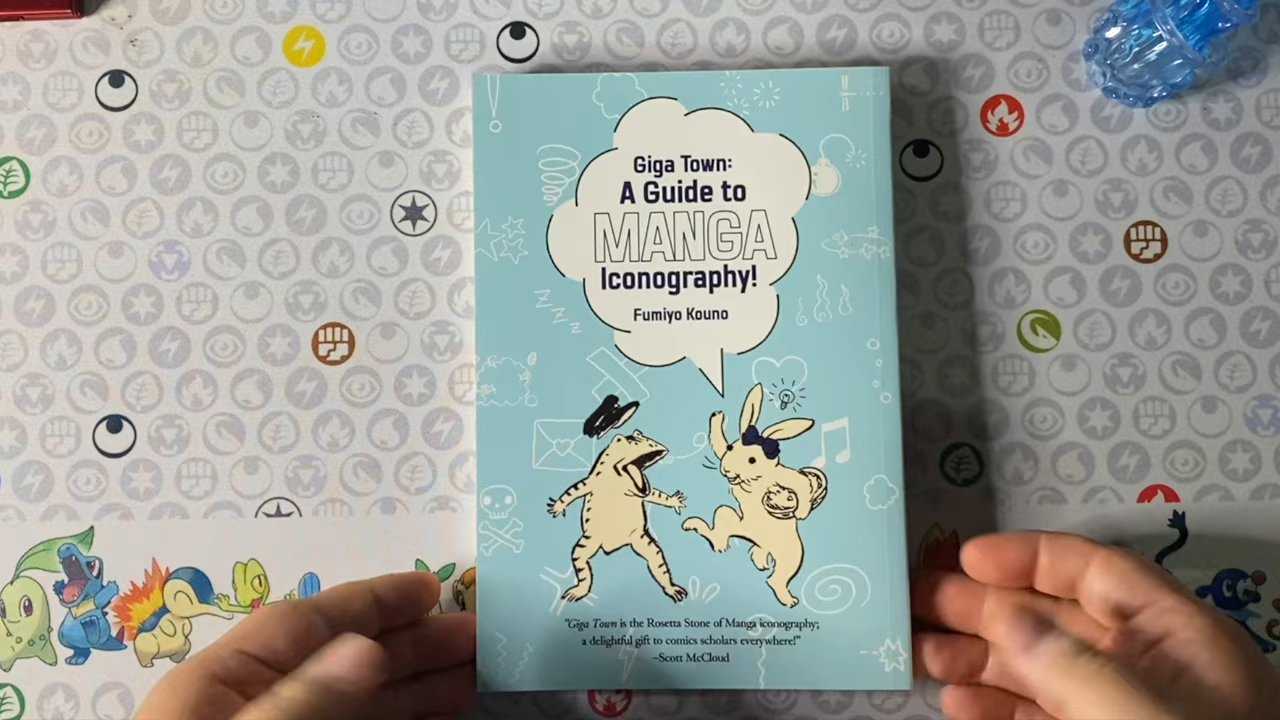 Giga Town:
A Guide to
MANGA
Iconography!
Fumiyo Kouno
zzzzz
"Giga Town is the Rosetta Stone of Manga iconography;
a delightful gift to comics scholars everywhere!"
–Scott McCloud